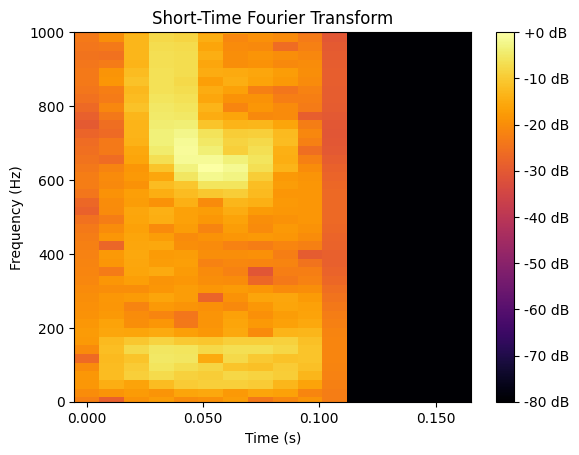 Short-Time Fourier Transform
1000
800
600
400
200
0
Frequency (Hz)
0.000
0.050
0.100
0.150
Time (s)
+0 dB
-10 dB
-20 dB
-30 dB
-40 dB
-50 dB
-60 dB
-70 dB
-80 dB